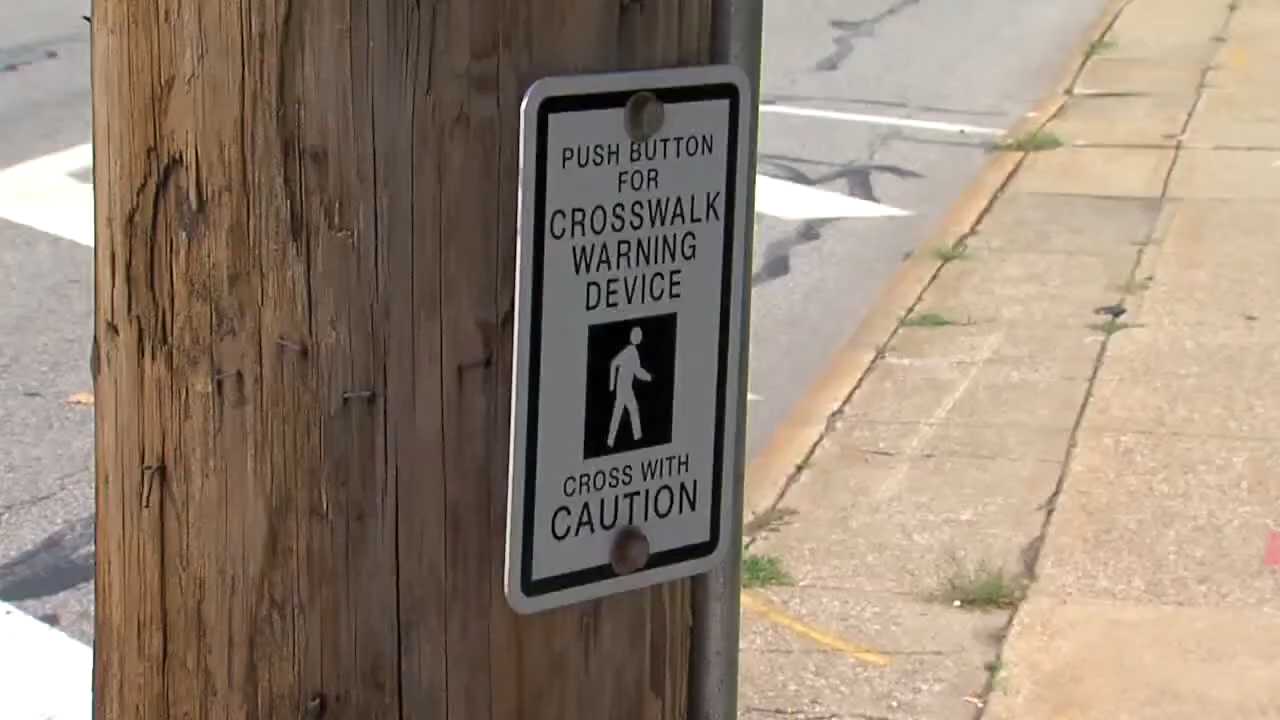 PUSH BUTTON
FOR
CROSSWALK
WARNING
DEVICE
CROSS WITH
CAUTION